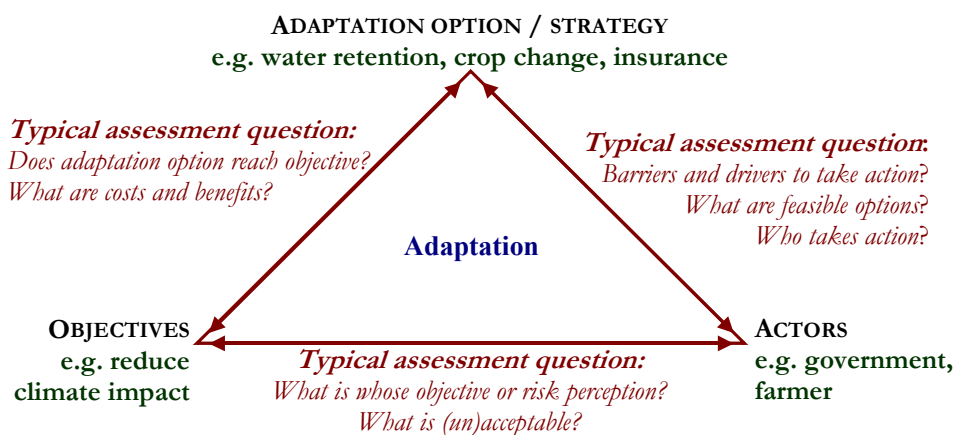 ADAPTATION OPTION / STRATEGY
e.g. water retention, crop change, insurance
Typical assessment question:
Does adaptation option reach objective?
What are costs and benefits?
Typical assessment question:
Barriers and drivers to take action?
What are feasible options?
Who takes action?
Adaptation
OBJECTIVES
e.g. reduce
climate impact
Typical assessment question:
What is whose objective or risk perception?
What is (un)acceptable?
ACTORS
e.g. government,
farmer